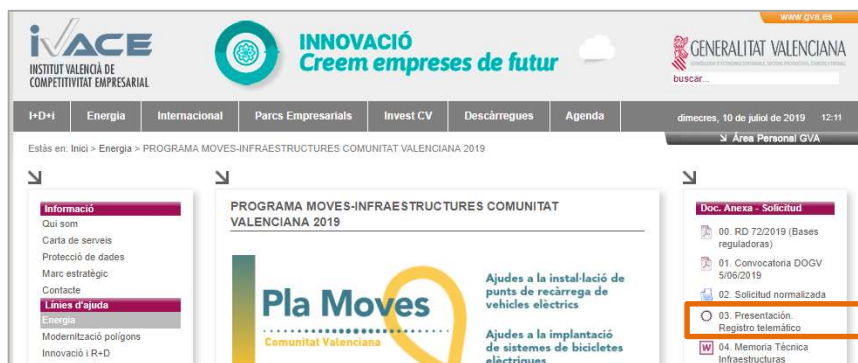 www.gva.es
iVACE
INSTITUT VALENCIÀ DE
COMPETITIVITAT EMPRESARIAL
INNOVACIÓ
Creem empreses de futur
GENERALITAT VALENCIANA
buscar...
I+D+i
Energia
Internacional
Parcs Empresarials
Invest CV
Descàrregues
Agenda
dimecres, 10 de juliol de 2019 12:11
Àrea Personal GVA
Estàs en: Inici > Energia > PROGRAMA MOVES-INFRAESTRUCTURES COMUNITAT VALENCIANA 2019
Informació
Qui som
Carta de serveis
Protecció de dades
Marc estratègic
Contacte
Línies d'ajuda
Energia
Modernització polígons
Innovació i R+D
PROGRAMA MOVES-INFRAESTRUCTURES COMUNITAT
VALENCIANA 2019
Pla Moves
Comunitat Valenciana
Ajudes a la instal·lació de
punts de recàrrega de
vehicles elèctrics
Ajudes a la implantació
de sistemes de bicicletes
elèctriques
Doc. Anexa - Solicitud
00. RD 72/2019 (Bases
reguladoras)
01. Convocatoria DOGV
5/06/2019
02. Solicitud normalizada
03. Presentación.
Registro telemático
04. Memoria Técnica
Infraestructuras